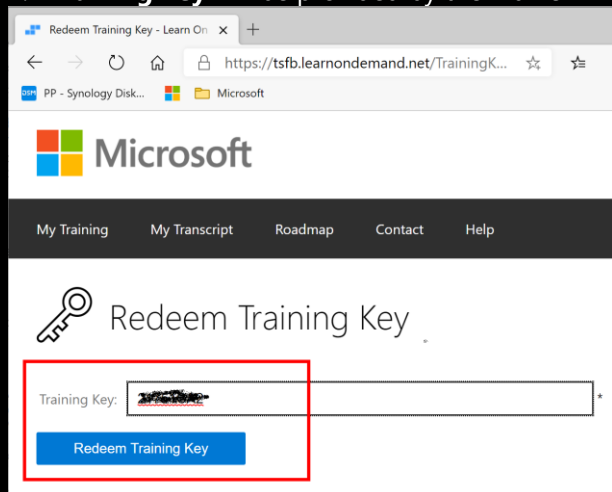 Redeem Training Key - Learn On
https://tsfb.learnondemand.net/TrainingK...
PP - Synology Disk...
Microsoft
Microsoft
My Training My Transcript Roadmap Contact Help
Redeem Training Key
Training Key: *
Redeem Training Key